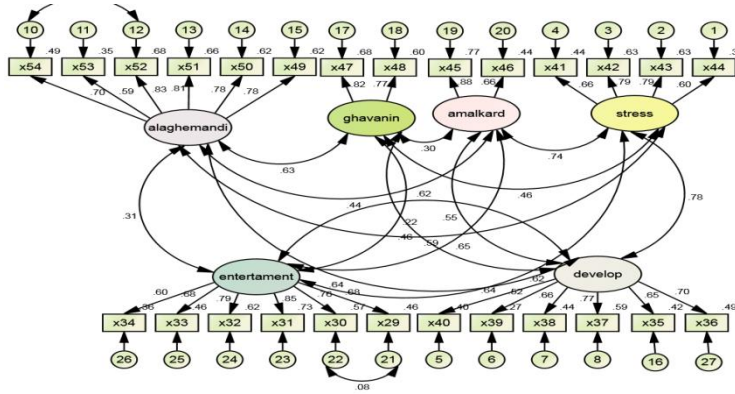 10 11 12 13 14 15 17 18 19 20 4 3 2 1
.49 .35 .68 .66 .62 .62 .68 .60 .77 .44 .44 .63 .63
x54 x53 x52 x51 x50 x49 x47 x48 x45 x46 x41 x42 x43 x44
.70 .59 .83 .81 .78 .78 .82 .77 .88 .66 .66 .79 .79 .60
alaghemandi ghavanin amalkard stress
.30 .74
.63
.62 .46 .78
.44 .55
.31 .22
.46 .59 .65
entertament develop
.62
.64 .64
.60 .68 .79 .85 .76 .68 .52 .66 .77 .65 .70
.36 .46 .62 .73 .57 .46 .40 .27 .44 .59 .42 .49
x34 x33 x32 x31 x30 x29 x40 x39 x38 x37 x35 x36
26 25 24 23 22 21 5 6 7 8 16 27
.08